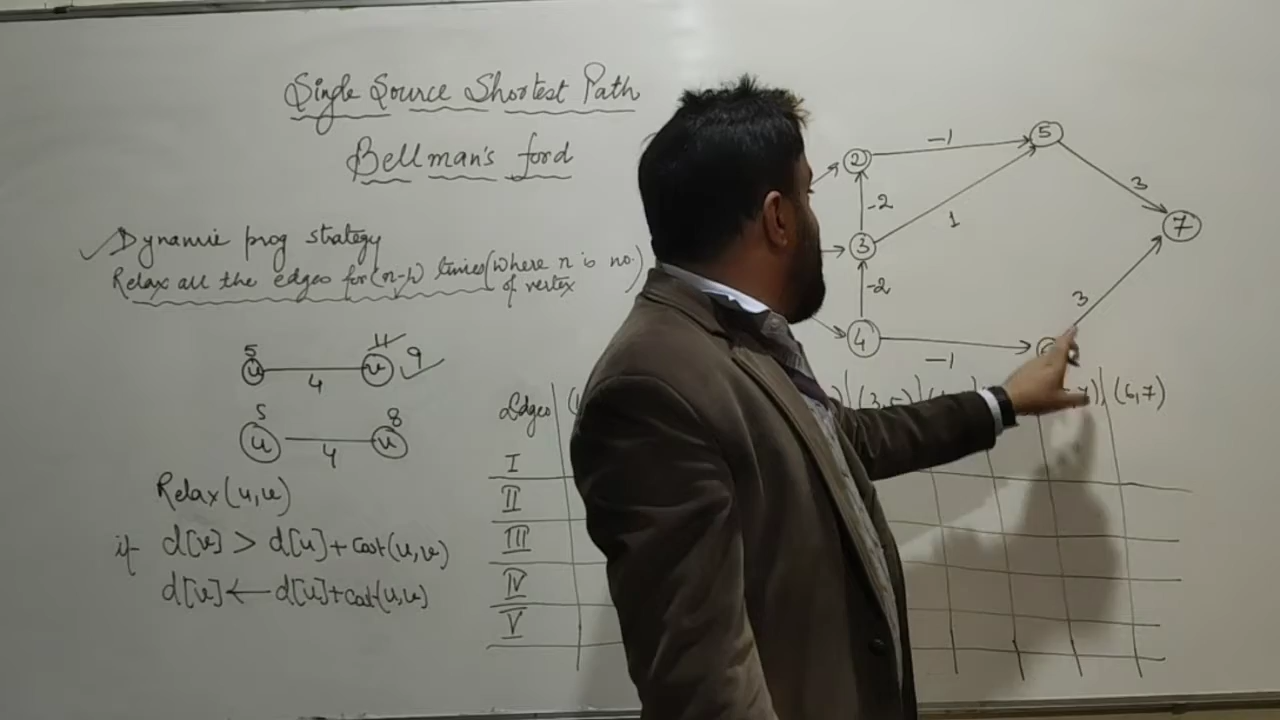 Single Source Shortest Path
Bellman's ford
Dynamic prog strategy
Relax all the edges for (n-1) times (where n is no.
of vertex
5 11 9
u 4 v
5 8
u 4 v
Relax(u,v)
if d[v] > d[u]+cost(u,v)
d[v] ← d[u]+cost(u,v)
2 -1 5
-2 3
3 1 7
-2 3
4 -1
Edges (3,5) (6,7)
I
II
III
IV
V